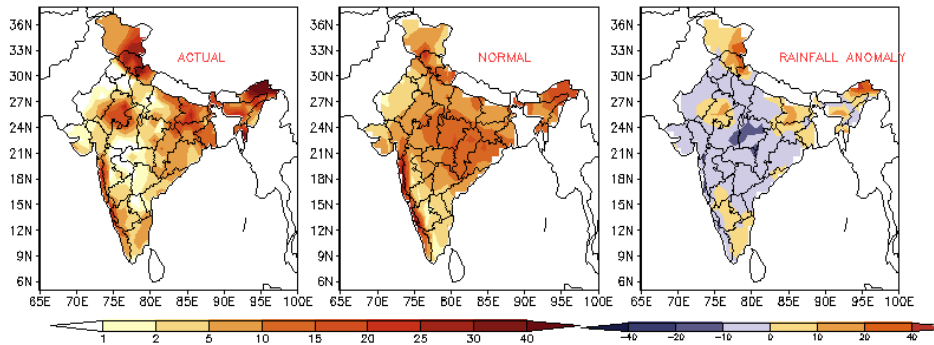 36N
33N
30N
27N
24N
21N
18N
15N
12N
9N
6N
65E 70E 75E 80E 85E 90E 95E 100E
ACTUAL
36N
33N
30N
27N
24N
21N
18N
15N
12N
9N
6N
65E 70E 75E 80E 85E 90E 95E 100E
NORMAL
36N
33N
30N
27N
24N
21N
18N
15N
12N
9N
6N
65E 70E 75E 80E 85E 90E 95E 100E
RAINFALL ANOMALY
1 2 5 10 15 20 25 30 40
-40 -20 -10 0 10 20 40